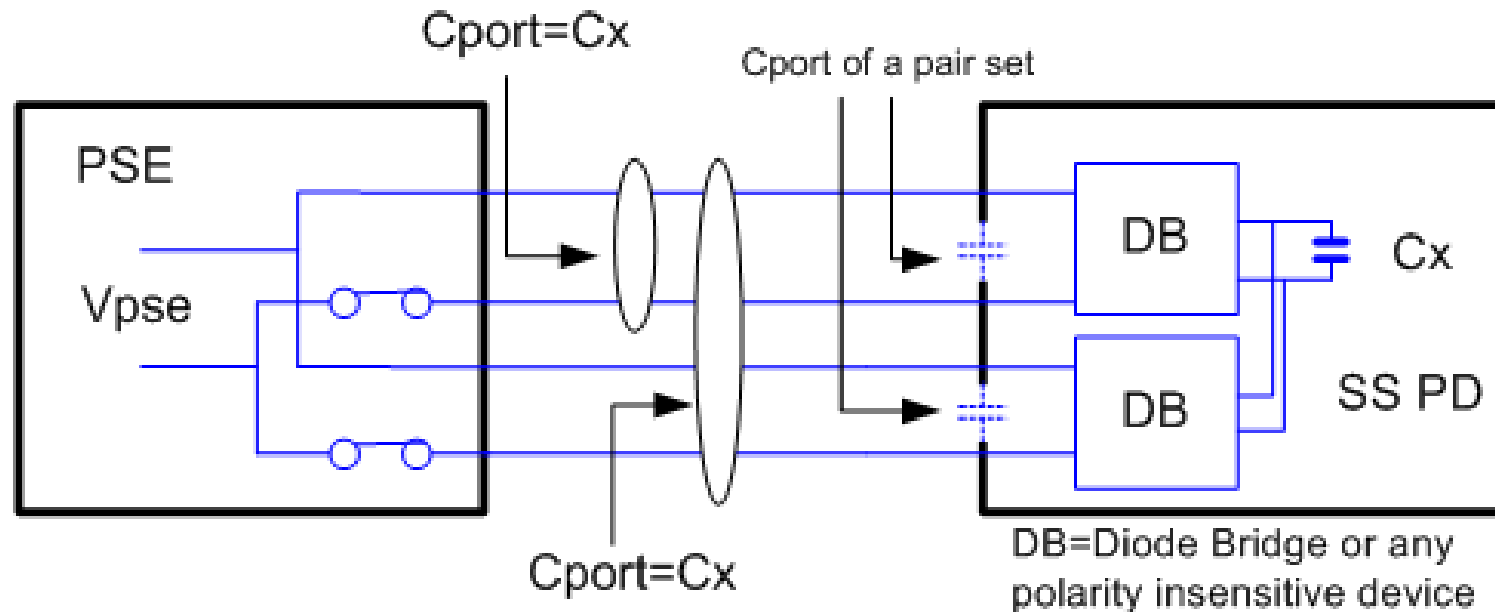 Cport=Cx
Cport of a pair set
PSE
Vpse
DB
Cx
DB
SS PD
Cport=Cx
DB=Diode Bridge or any
polarity insensitive device